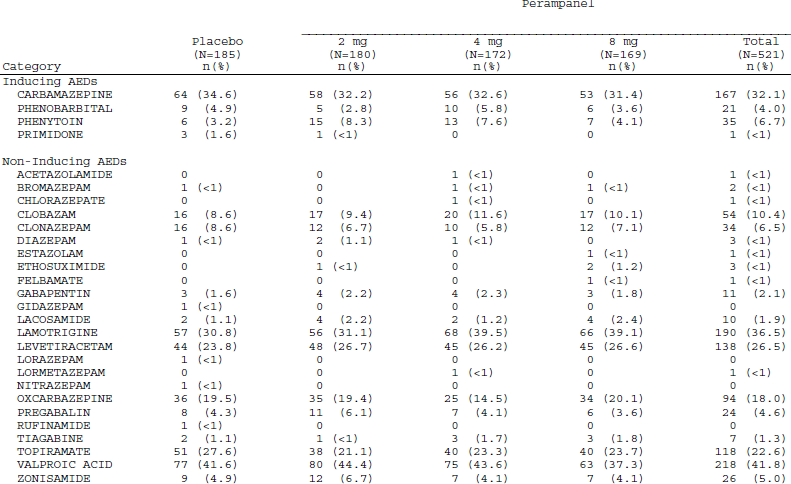 Perampanel
Placebo 2 mg 4 mg 8 mg Total
(N=185) (N=180) (N=172) (N=169) (N=521)
Category n(%) n(%) n(%) n(%) n(%)
Inducing AEDs
CARBAMAZEPINE 64 (34.6) 58 (32.2) 56 (32.6) 53 (31.4) 167 (32.1)
PHENOBARBITAL 9 (4.9) 5 (2.8) 10 (5.8) 6 (3.6) 21 (4.0)
PHENYTOIN 6 (3.2) 15 (8.3) 13 (7.6) 7 (4.1) 35 (6.7)
PRIMIDONE 3 (1.6) 1 (<1) 0 0 1 (<1)
Non-Inducing AEDs
ACETAZOLAMIDE 0 0 1 (<1) 0 1 (<1)
BROMAZEPAM 1 (<1) 0 1 (<1) 1 (<1) 2 (<1)
CHLORAZEPATE 0 0 1 (<1) 0 1 (<1)
CLOBAZAM 16 (8.6) 17 (9.4) 20 (11.6) 17 (10.1) 54 (10.4)
CLONAZEPAM 16 (8.6) 12 (6.7) 10 (5.8) 12 (7.1) 34 (6.5)
DIAZEPAM 1 (<1) 2 (1.1) 1 (<1) 0 3 (<1)
ESTAZOLAM 0 0 0 1 (<1) 1 (<1)
ETHOSUXIMIDE 0 1 (<1) 0 2 (1.2) 3 (<1)
FELBAMATE 0 0 0 1 (<1) 1 (<1)
GABAPENTIN 3 (1.6) 4 (2.2) 4 (2.3) 3 (1.8) 11 (2.1)
GIDAZEPAM 1 (<1) 0 0 0 0
LACOSAMIDE 2 (1.1) 4 (2.2) 2 (1.2) 4 (2.4) 10 (1.9)
LAMOTRIGINE 57 (30.8) 56 (31.1) 68 (39.5) 66 (39.1) 190 (36.5)
LEVETIRACETAM 44 (23.8) 48 (26.7) 45 (26.2) 45 (26.6) 138 (26.5)
LORAZEPAM 1 (<1) 0 0 0 0
LORMETAZEPAM 0 0 1 (<1) 0 1 (<1)
NITRAZEPAM 1 (<1) 0 0 0 0
OXCARBAZEPINE 36 (19.5) 35 (19.4) 25 (14.5) 34 (20.1) 94 (18.0)
PREGABALIN 8 (4.3) 11 (6.1) 7 (4.1) 6 (3.6) 24 (4.6)
RUFINAMIDE 1 (<1) 0 0 0 0
TIAGABINE 2 (1.1) 1 (<1) 3 (1.7) 3 (1.8) 7 (1.3)
TOPIRAMATE 51 (27.6) 38 (21.1) 40 (23.3) 40 (23.7) 118 (22.6)
VALPROIC ACID 77 (41.6) 80 (44.4) 75 (43.6) 63 (37.3) 218 (41.8)
ZONISAMIDE 9 (4.9) 12 (6.7) 7 (4.1) 7 (4.1) 26 (5.0)